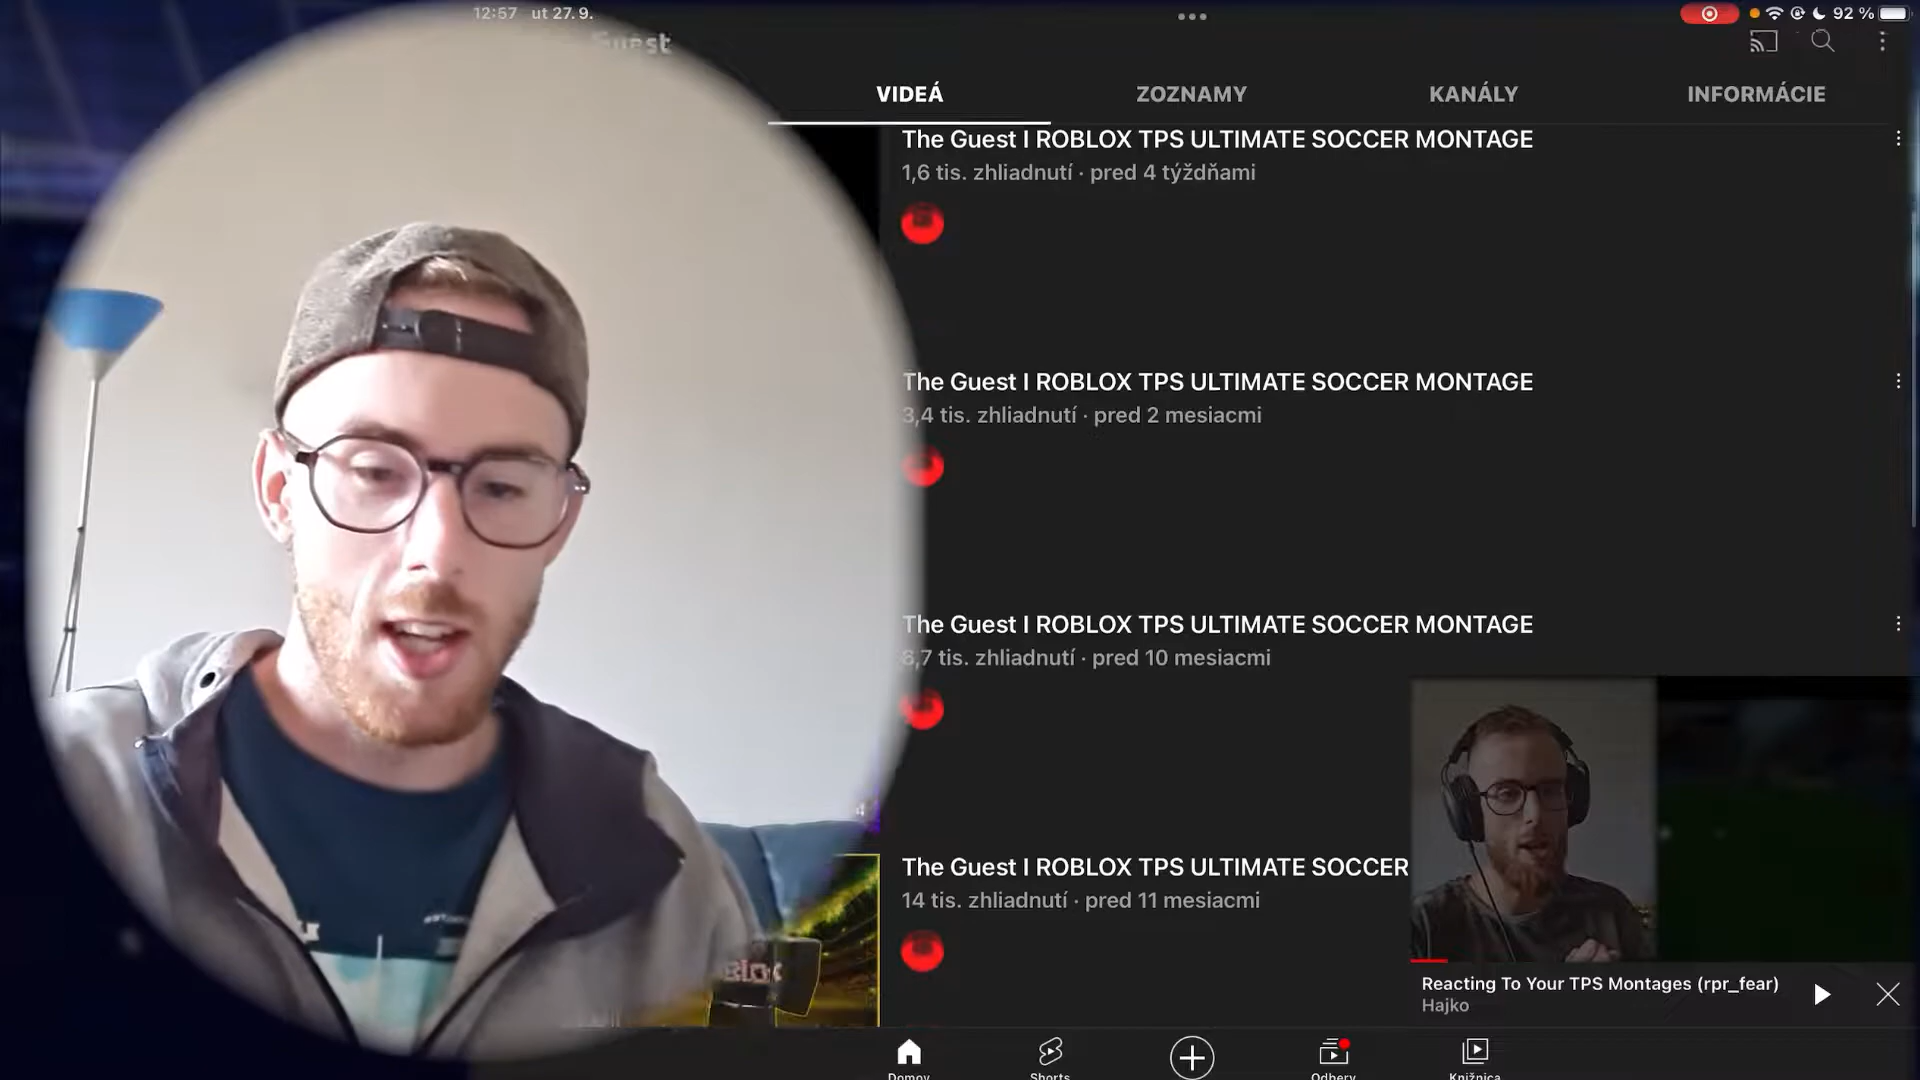 12:57 ut 27. 9.
92 %
Guest
VIDEÁ ZOZNAMY KANÁLY INFORMÁCIE
The Guest I ROBLOX TPS ULTIMATE SOCCER MONTAGE
1,6 tis. zhliadnutí · pred 4 týždňami
The Guest I ROBLOX TPS ULTIMATE SOCCER MONTAGE
3,4 tis. zhliadnutí · pred 2 mesiacmi
The Guest I ROBLOX TPS ULTIMATE SOCCER MONTAGE
8,7 tis. zhliadnutí · pred 10 mesiacmi
The Guest I ROBLOX TPS ULTIMATE SOCCER
14 tis. zhliadnutí · pred 11 mesiacmi
Reacting To Your TPS Montages (rpr_fear)
Hajko
Domov Shorts Odbery Knižnica